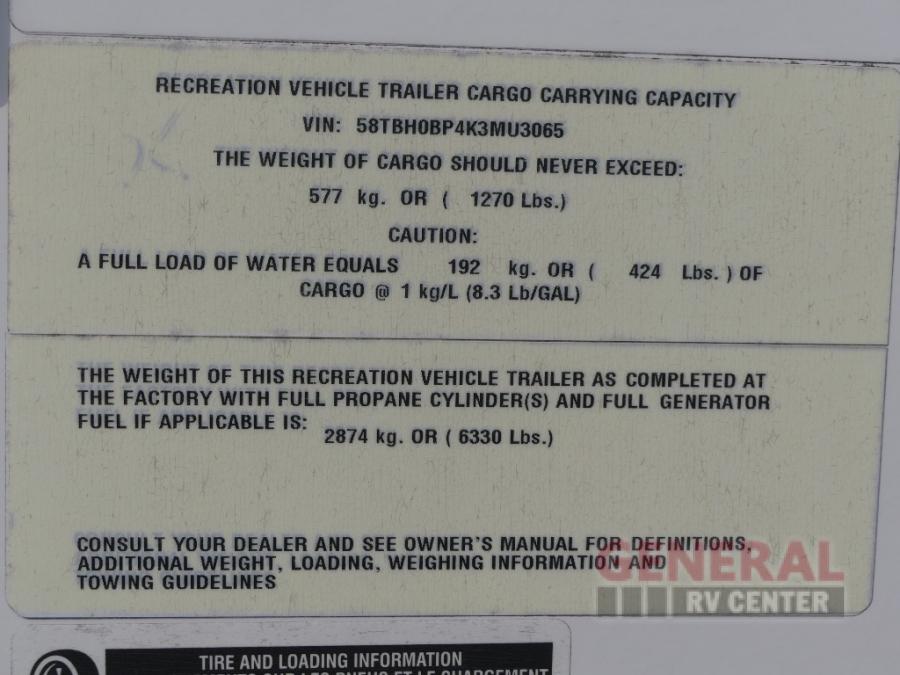 RECREATION VEHICLE TRAILER CARGO CARRYING CAPACITY
VIN: 58TBH0BP4K3MU3065
THE WEIGHT OF CARGO SHOULD NEVER EXCEED:
577 kg. OR ( 1270 Lbs.)
CAUTION:
A FULL LOAD OF WATER EQUALS 192 kg. OR ( 424 Lbs. ) OF
CARGO @ 1 kg/L (8.3 Lb/GAL)
THE WEIGHT OF THIS RECREATION VEHICLE TRAILER AS COMPLETED AT
THE FACTORY WITH FULL PROPANE CYLINDER(S) AND FULL GENERATOR
FUEL IF APPLICABLE IS:
2874 kg. OR ( 6330 Lbs.)
CONSULT YOUR DEALER AND SEE OWNER'S MANUAL FOR DEFINITIONS,
ADDITIONAL WEIGHT, LOADING, WEIGHING INFORMATION AND
TOWING GUIDELINES
GENERAL
RV CENTER
TIRE AND LOADING INFORMATION